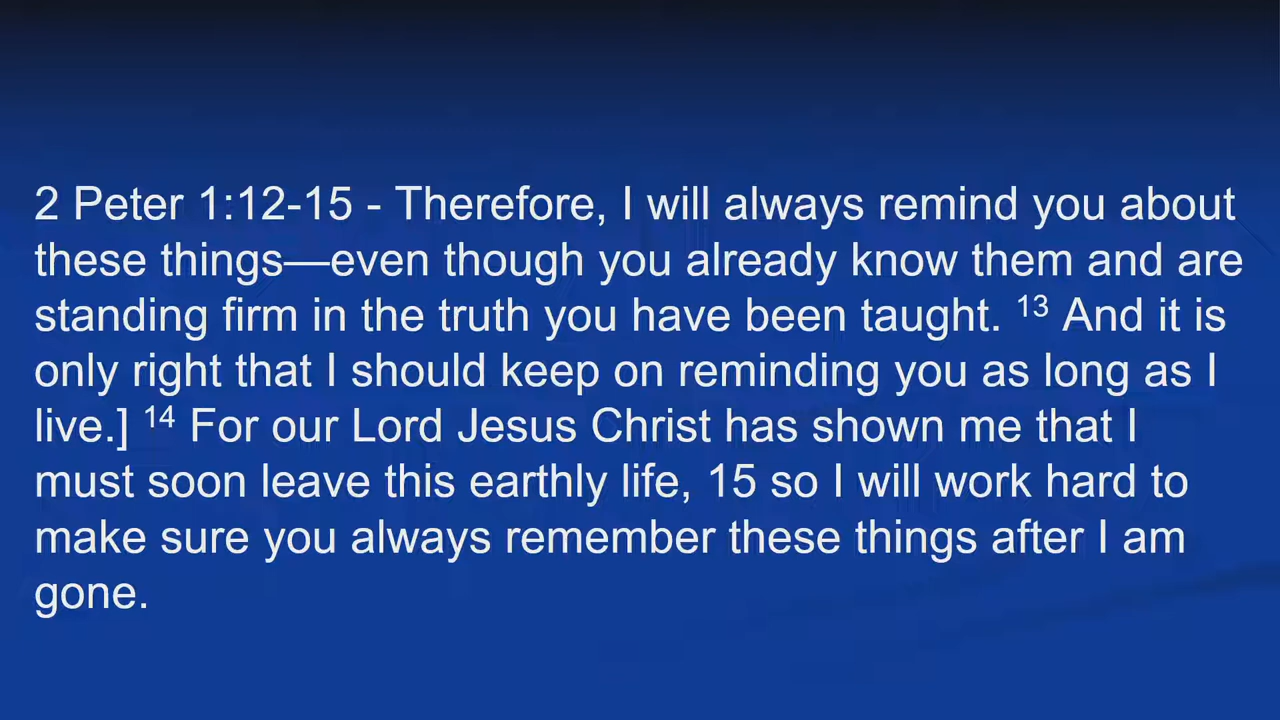 2 Peter 1:12-15 - Therefore, I will always remind you about
these things—even though you already know them and are
standing firm in the truth you have been taught. ¹³ And it is
only right that I should keep on reminding you as long as I
live.] ¹⁴ For our Lord Jesus Christ has shown me that I
must soon leave this earthly life, 15 so I will work hard to
make sure you always remember these things after I am
gone.